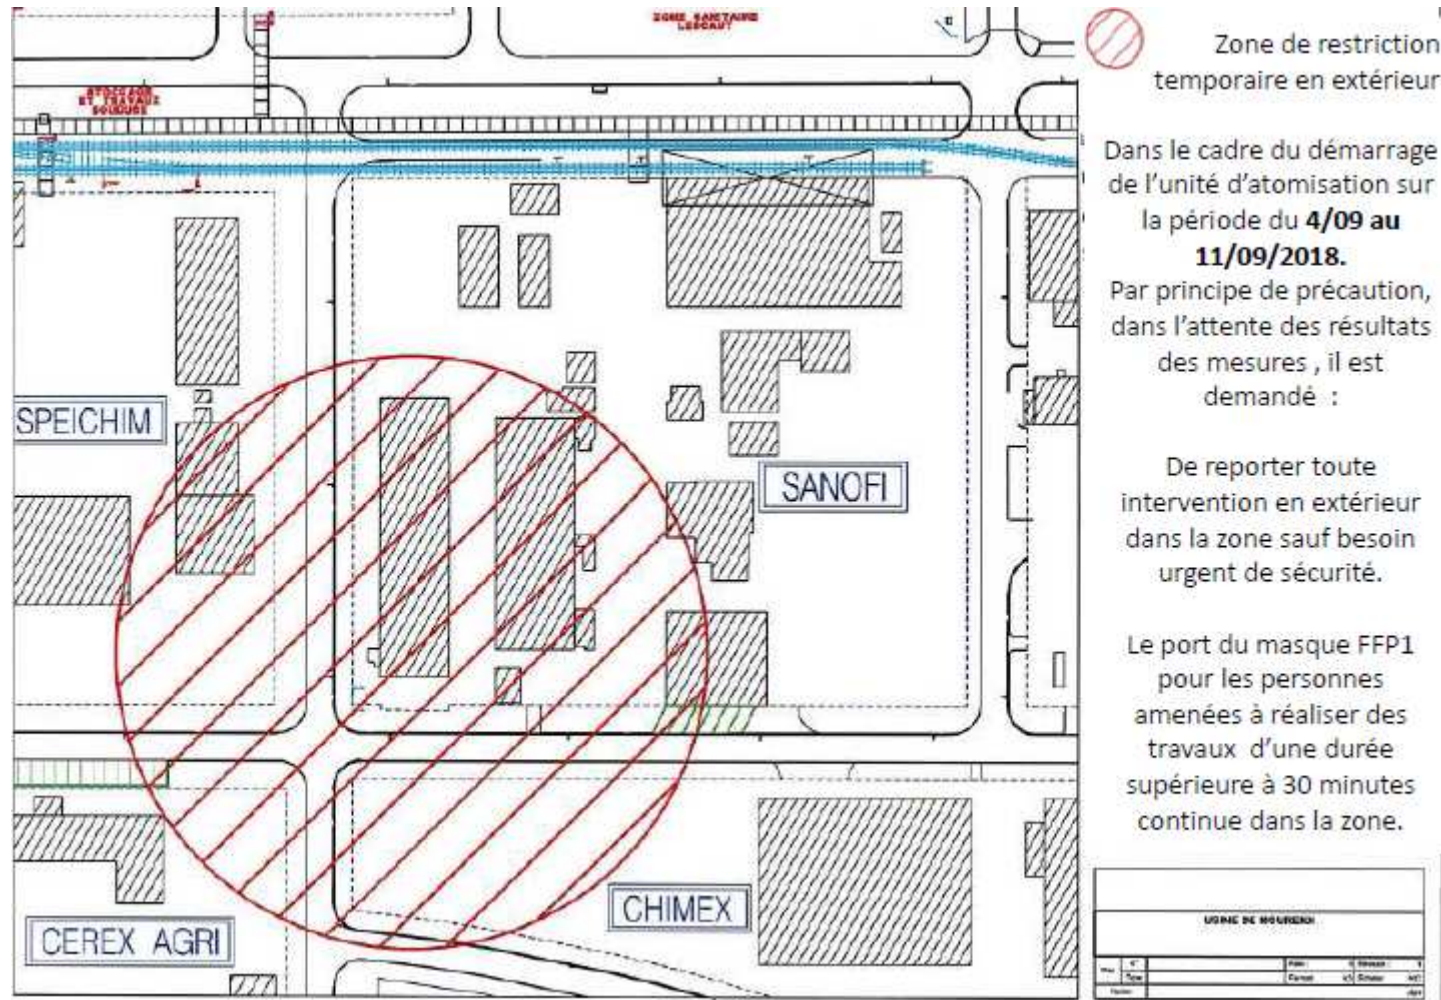 ZONE SANITAIRE
LESCAUT
STOCKAGE
ET TRAVAUX
SOUDURE
SPEICHIM
SANOFI
CHIMEX
CEREX AGRI
Zone de restriction
temporaire en extérieur
Dans le cadre du démarrage
de l’unité d’atomisation sur
la période du 4/09 au
11/09/2018.
Par principe de précaution,
dans l’attente des résultats
des mesures , il est
demandé :
De reporter toute
intervention en extérieur
dans la zone sauf besoin
urgent de sécurité.
Le port du masque FFP1
pour les personnes
amenées à réaliser des
travaux d’une durée
supérieure à 30 minutes
continue dans la zone.
USINE DE MOURENX